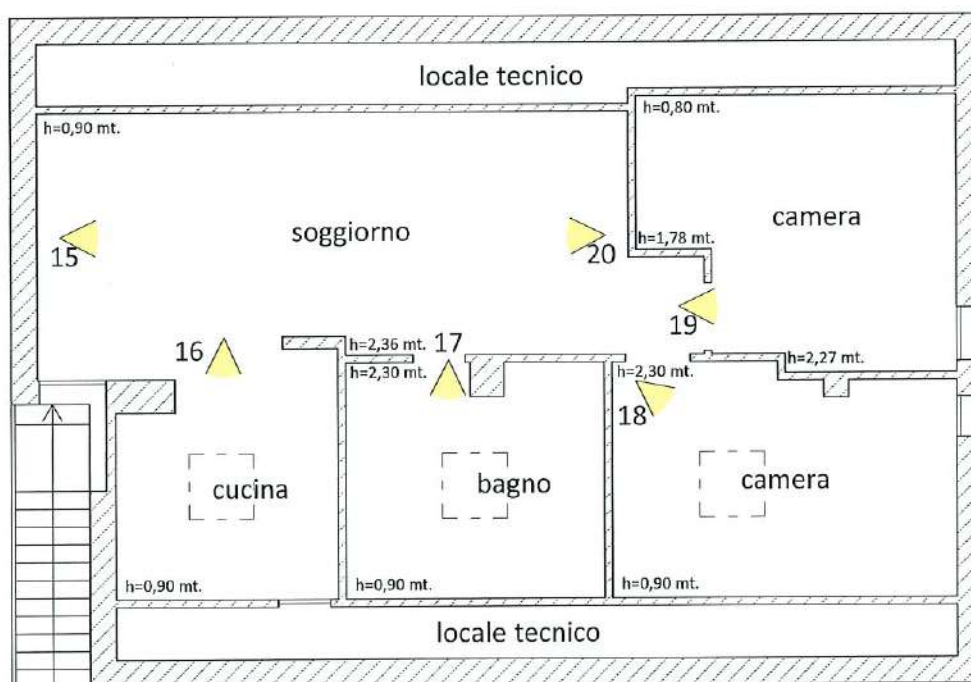 locale tecnico
h=0,90 mt.
h=0,80 mt.
soggiorno
camera
15
20
h=1,78 mt.
19
16
17
h=2,36 mt.
h=2,30 mt.
h=2,30 mt.
h=2,27 mt.
18
cucina
bagno
camera
h=0,90 mt.
h=0,90 mt.
h=0,90 mt.
locale tecnico